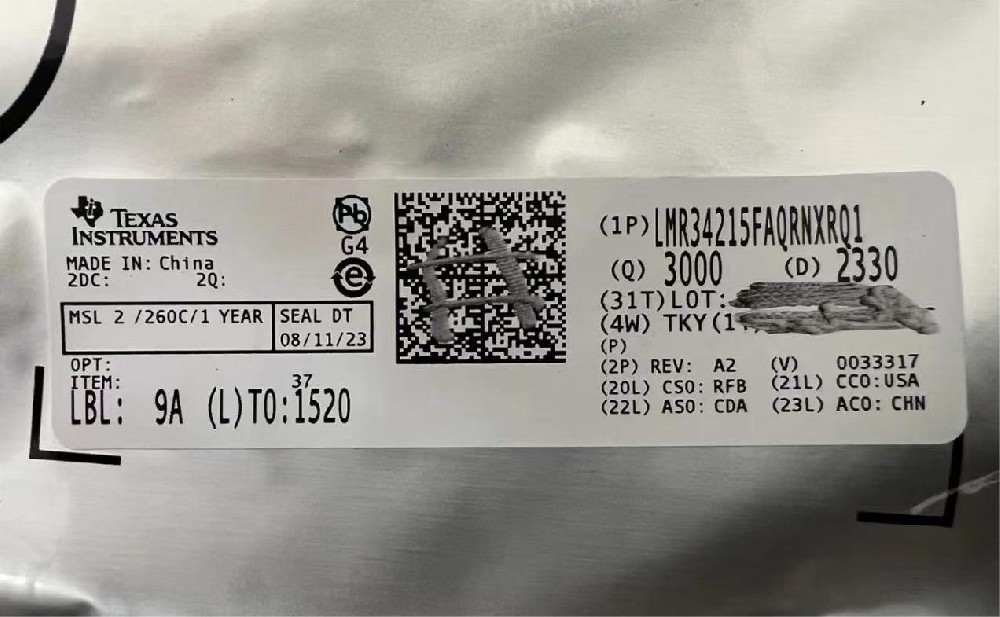 TEXAS
INSTRUMENTS
MADE IN: China
2DC: 2Q:
Pb
G4
e
MSL 2 /260C/1 YEAR
SEAL DT
08/11/23
OPT:
ITEM: 37
LBL: 9A (L)TO:1520
(1P)LMR34215FAQRNXRQ1
(Q) 3000 (D) 2330
(31T)LOT:
(4W) TKY(1
(P)
(2P) REV: A2 (V) 0033317
(20L) CSO: RFB (21L) CCO:USA
(22L) ASO: CDA (23L) ACO: CHN